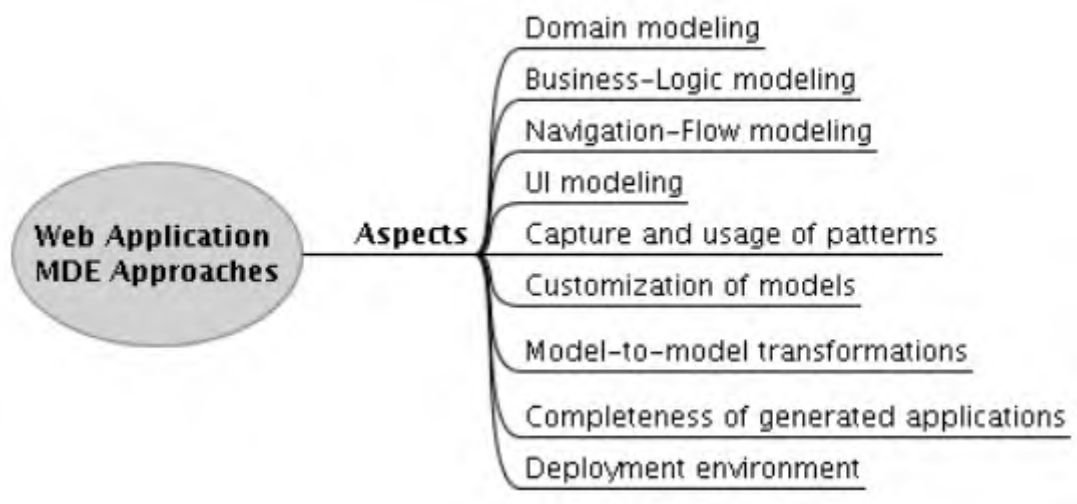 Domain modeling
Business-Logic modeling
Navigation-Flow modeling
UI modeling
Web Application
MDE Approaches
Aspects
Capture and usage of patterns
Customization of models
Model-to-model transformations
Completeness of generated applications
Deployment environment